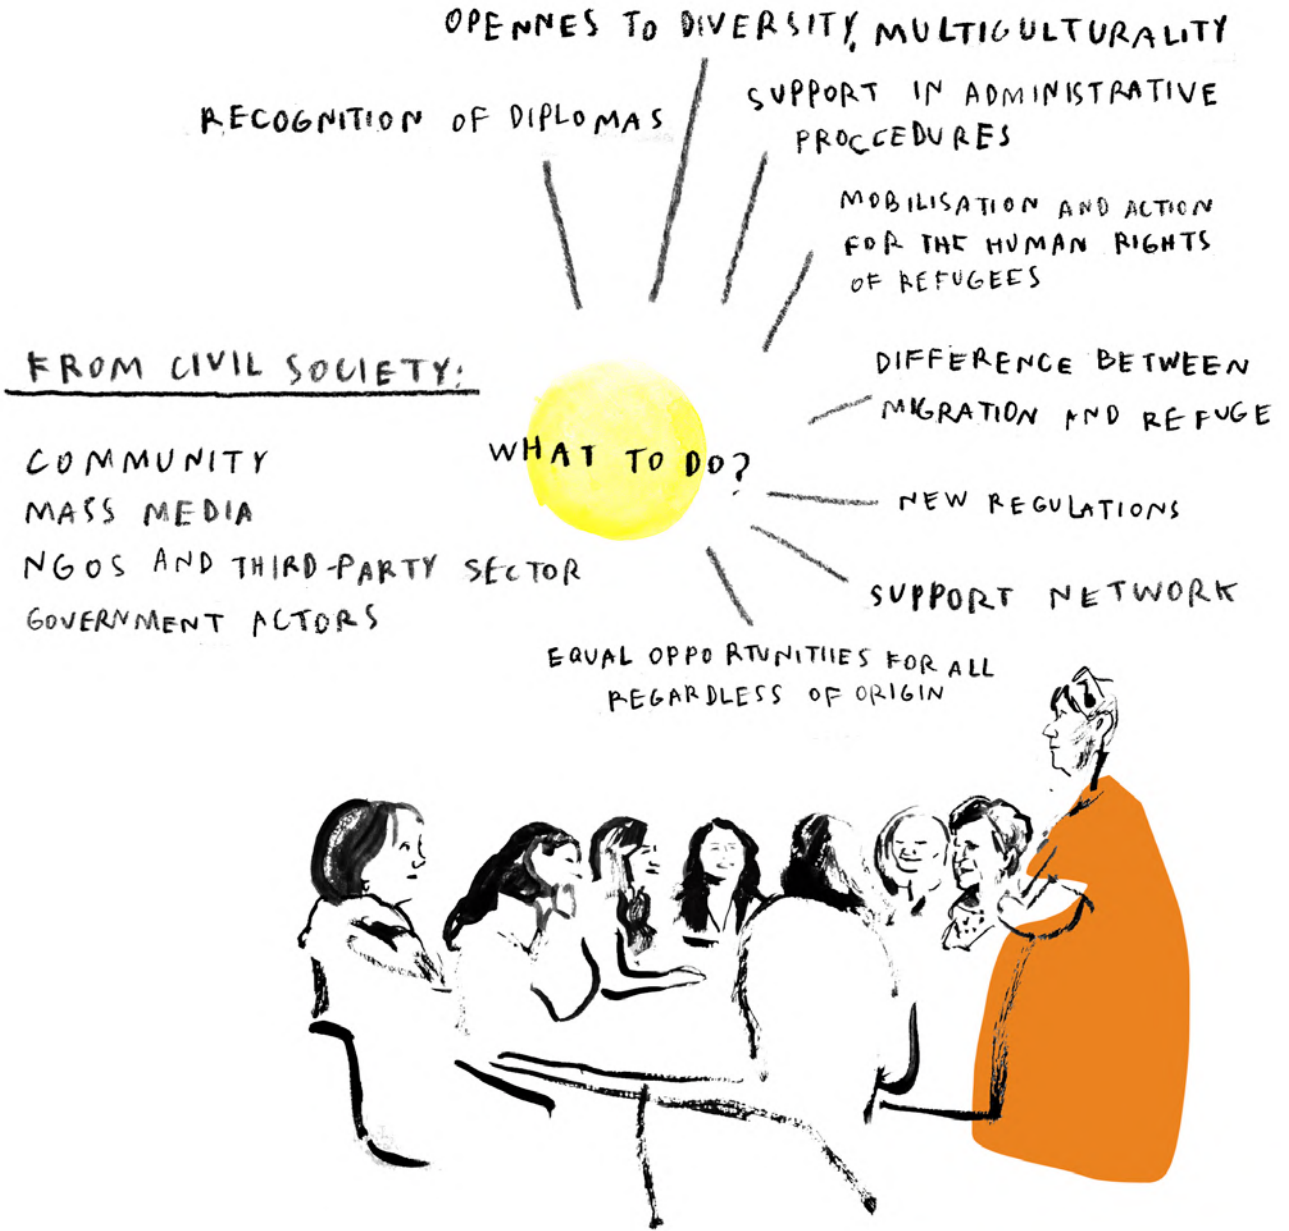 OPENNES TO DIVERSITY, MULTICULTURALITY
RECOGNITION OF DIPLOMAS
SUPPORT IN ADMINISTRATIVE
PROCCEDURES
MOBILISATION AND ACTION
FOR THE HUMAN RIGHTS
OF REFUGEES
DIFFERENCE BETWEEN
MIGRATION AND REFUGE
NEW REGULATIONS
SUPPORT NETWORK
EQUAL OPPORTUNITIIES FOR ALL
REGARDLESS OF ORIGIN
WHAT TO DO?
FROM CIVIL SOCIETY:
COMMUNITY
MASS MEDIA
NGOS AND THIRD-PARTY SECTOR
GOVERNMENT ACTORS